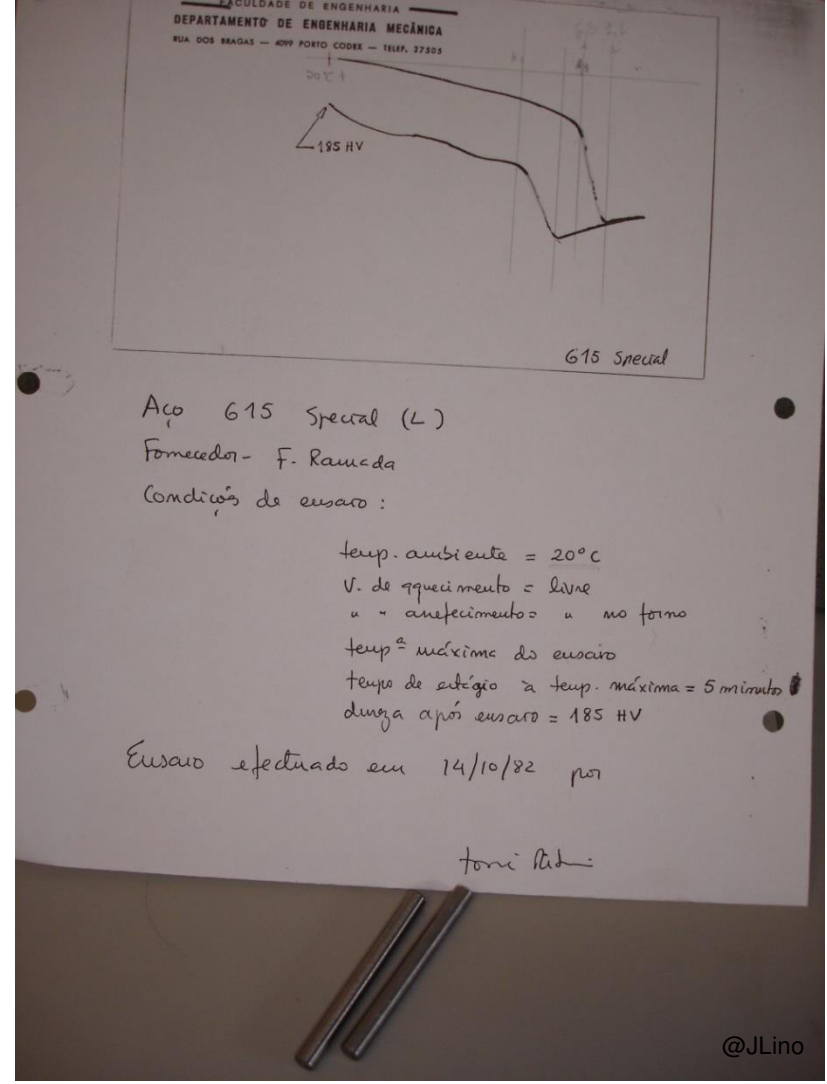 FACULDADE DE ENGENHARIA
DEPARTAMENTO DE ENGENHARIA MECÂNICA
RUA DOS BRAGAS — 4099 PORTO CODEX — TELEF. 27505
20°C
185 HV
615 Special
Aço 615 Special (L)
Fornecedor - F. Ramada
Condições de ensaio :
temp. ambiente = 20°C
V. de aquecimento = livre
" " arrefecimento = " no forno
tempª máxima do ensaio
tempo de estágio à temp. máxima = 5 minutos
dureza após ensaio = 185 HV
Ensaio efectuado em 14/10/82 por
@JLino